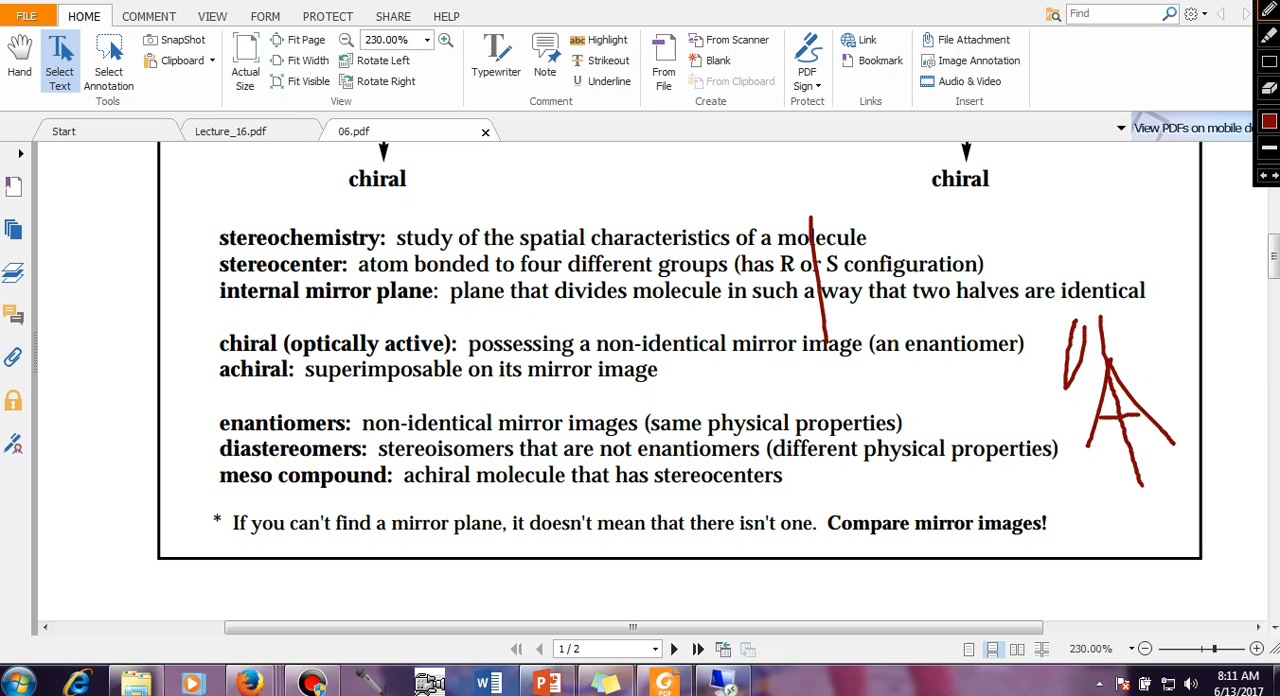 FILE HOME COMMENT VIEW FORM PROTECT SHARE HELP
Find
SnapShot Fit Page 230.00% Highlight From Scanner Link File Attachment
Hand Select Text Select Annotation Clipboard Actual Size Fit Width Rotate Left Typewriter Note Strikeout From File Blank PDF Sign Bookmark Image Annotation
Fit Visible Rotate Right Underline From Clipboard Audio & Video
Tools View Comment Create Protect Links Insert
Start Lecture_16.pdf 06.pdf View PDFs on mobile de
chiral chiral
stereochemistry: study of the spatial characteristics of a molecule
stereocenter: atom bonded to four different groups (has R or S configuration)
internal mirror plane: plane that divides molecule in such a way that two halves are identical
chiral (optically active): possessing a non-identical mirror image (an enantiomer)
achiral: superimposable on its mirror image
enantiomers: non-identical mirror images (same physical properties)
diastereomers: stereoisomers that are not enantiomers (different physical properties)
meso compound: achiral molecule that has stereocenters
* If you can't find a mirror plane, it doesn't mean that there isn't one. Compare mirror images!
1 / 2 230.00%
8:11 AM
6/13/2017